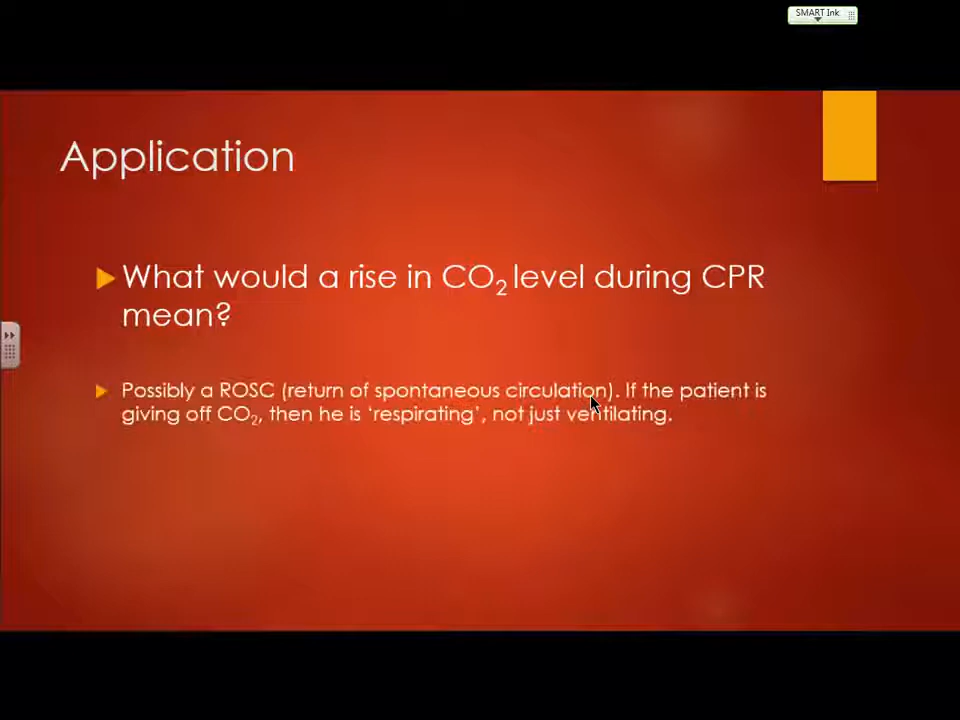 SMART Ink
Application
What would a rise in CO₂ level during CPR
mean?
Possibly a ROSC (return of spontaneous circulation). If the patient is
giving off CO₂, then he is ‘respirating’, not just ventilating.